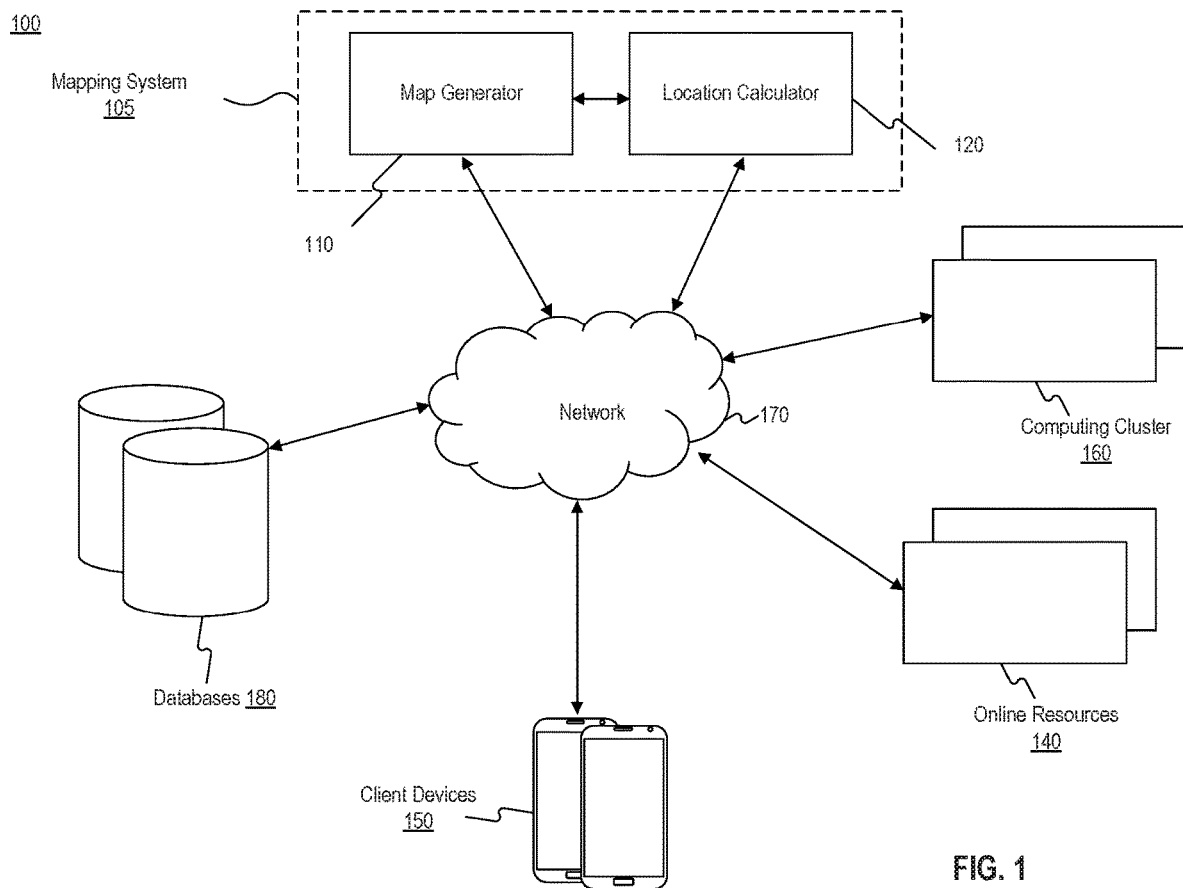 100
Mapping System
105
Map Generator
Location Calculator
120
110
Network
170
Computing Cluster
160
Databases 180
Online Resources
140
Client Devices
150
FIG. 1